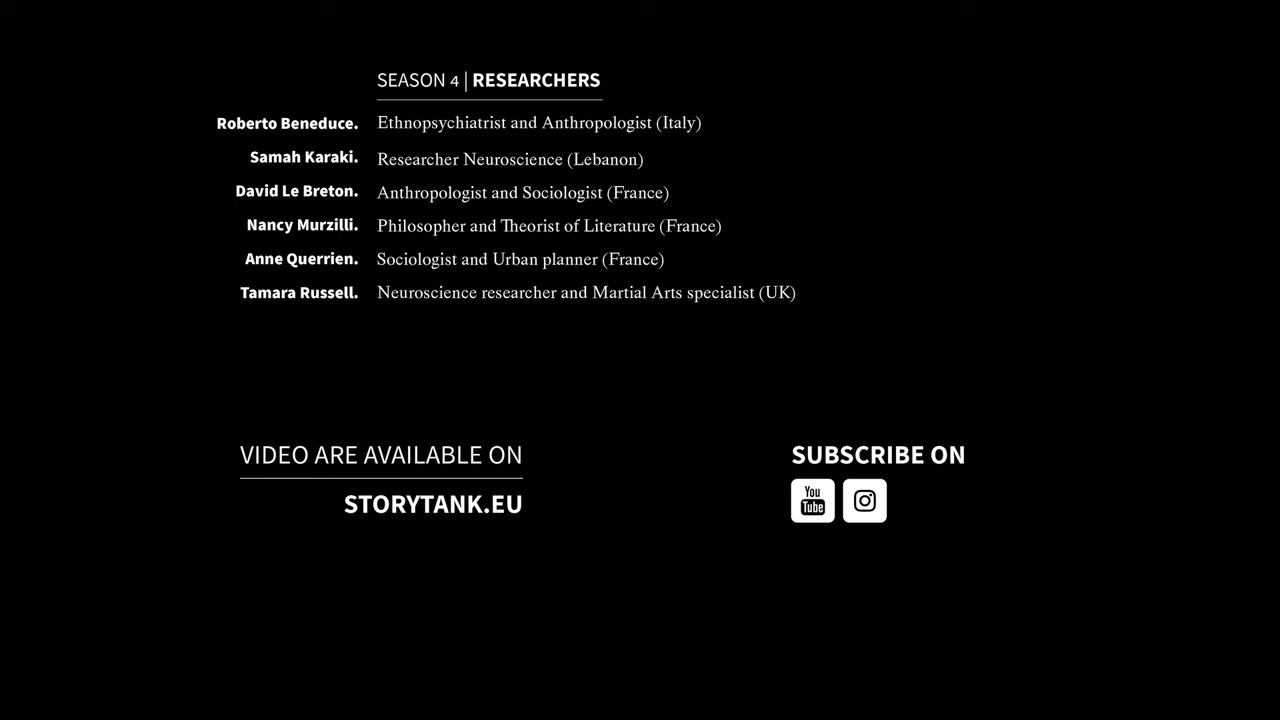 SEASON 4 | RESEARCHERS
Roberto Beneduce. Ethnopsychiatrist and Anthropologist (Italy)
Samah Karaki. Researcher Neuroscience (Lebanon)
David Le Breton. Anthropologist and Sociologist (France)
Nancy Murzilli. Philosopher and Theorist of Literature (France)
Anne Querrien. Sociologist and Urban planner (France)
Tamara Russell. Neuroscience researcher and Martial Arts specialist (UK)
VIDEO ARE AVAILABLE ON
STORYTANK.EU
SUBSCRIBE ON
You
Tube